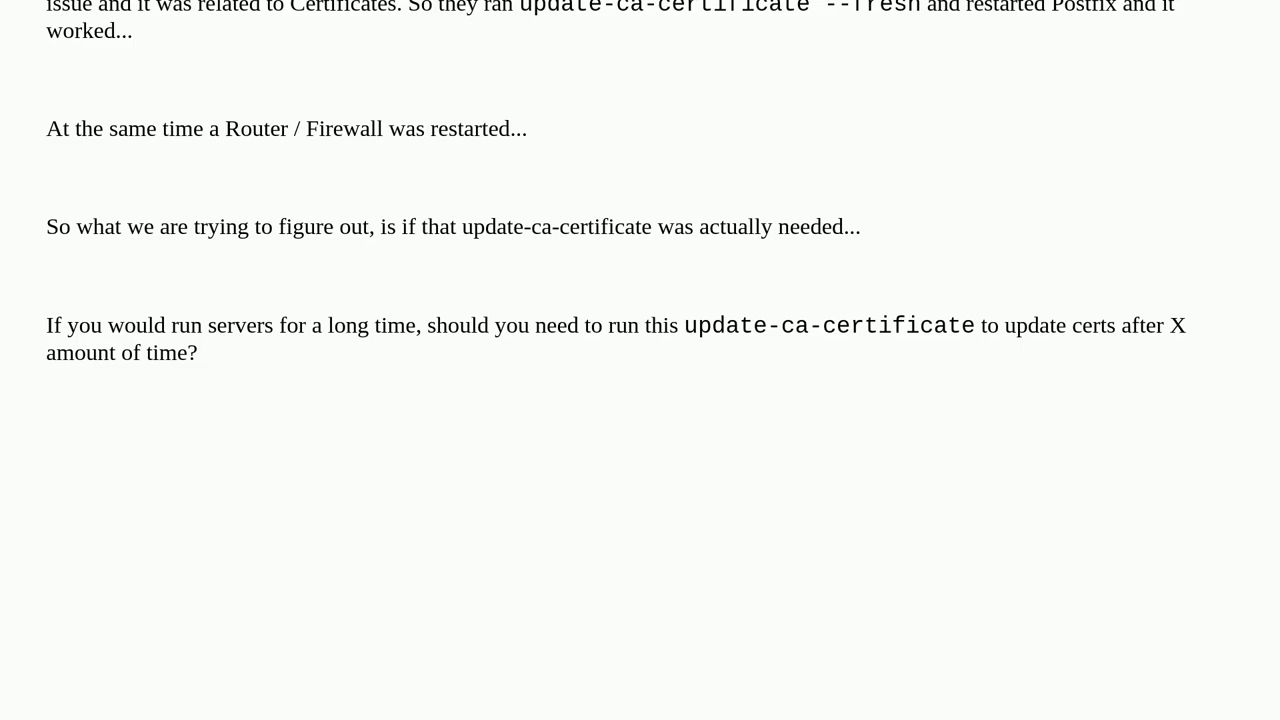 issue and it was related to Certificates. So they ran update-ca-certificate --fresh and restarted Postfix and it
worked...
At the same time a Router / Firewall was restarted...
So what we are trying to figure out, is if that update-ca-certificate was actually needed...
If you would run servers for a long time, should you need to run this update-ca-certificate to update certs after X
amount of time?